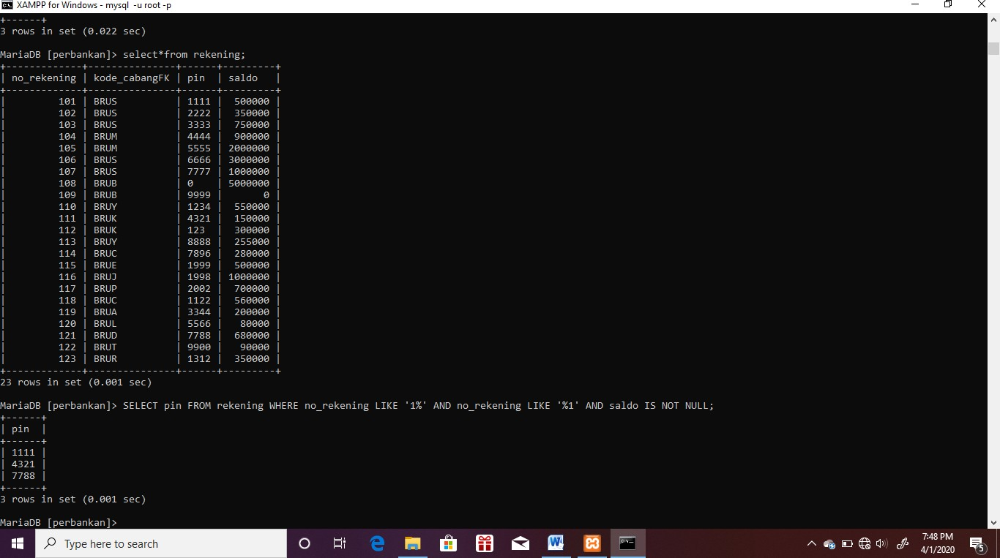 XAMPP for Windows - mysql -u root -p
+------+
3 rows in set (0.022 sec)
MariaDB [perbankan]> select*from rekening;
+-------------+---------------+------+---------+
| no_rekening | kode_cabangFK | pin  | saldo   |
+-------------+---------------+------+---------+
|         101 | BRUS          | 1111 |  500000 |
|         102 | BRUS          | 2222 |  350000 |
|         103 | BRUS          | 3333 |  750000 |
|         104 | BRUM          | 4444 |  900000 |
|         105 | BRUM          | 5555 | 2000000 |
|         106 | BRUS          | 6666 | 3000000 |
|         107 | BRUS          | 7777 | 1000000 |
|         108 | BRUB          | 0    | 5000000 |
|         109 | BRUB          | 9999 |       0 |
|         110 | BRUY          | 1234 |  550000 |
|         111 | BRUK          | 4321 |  150000 |
|         112 | BRUK          | 123  |  300000 |
|         113 | BRUY          | 8888 |  255000 |
|         114 | BRUC          | 7896 |  280000 |
|         115 | BRUE          | 1999 |  500000 |
|         116 | BRUJ          | 1998 | 1000000 |
|         117 | BRUP          | 2002 |  700000 |
|         118 | BRUC          | 1122 |  560000 |
|         119 | BRUA          | 3344 |  200000 |
|         120 | BRUL          | 5566 |   80000 |
|         121 | BRUD          | 7788 |  680000 |
|         122 | BRUT          | 9900 |   90000 |
|         123 | BRUR          | 1312 |  350000 |
+-------------+---------------+------+---------+
23 rows in set (0.001 sec)
MariaDB [perbankan]> SELECT pin FROM rekening WHERE no_rekening LIKE '1%' AND no_rekening LIKE '%1' AND saldo IS NOT NULL;
+------+
| pin  |
+------+
| 1111 |
| 4321 |
| 7788 |
+------+
3 rows in set (0.001 sec)
MariaDB [perbankan]>
Type here to search
7:48 PM
4/1/2020
5